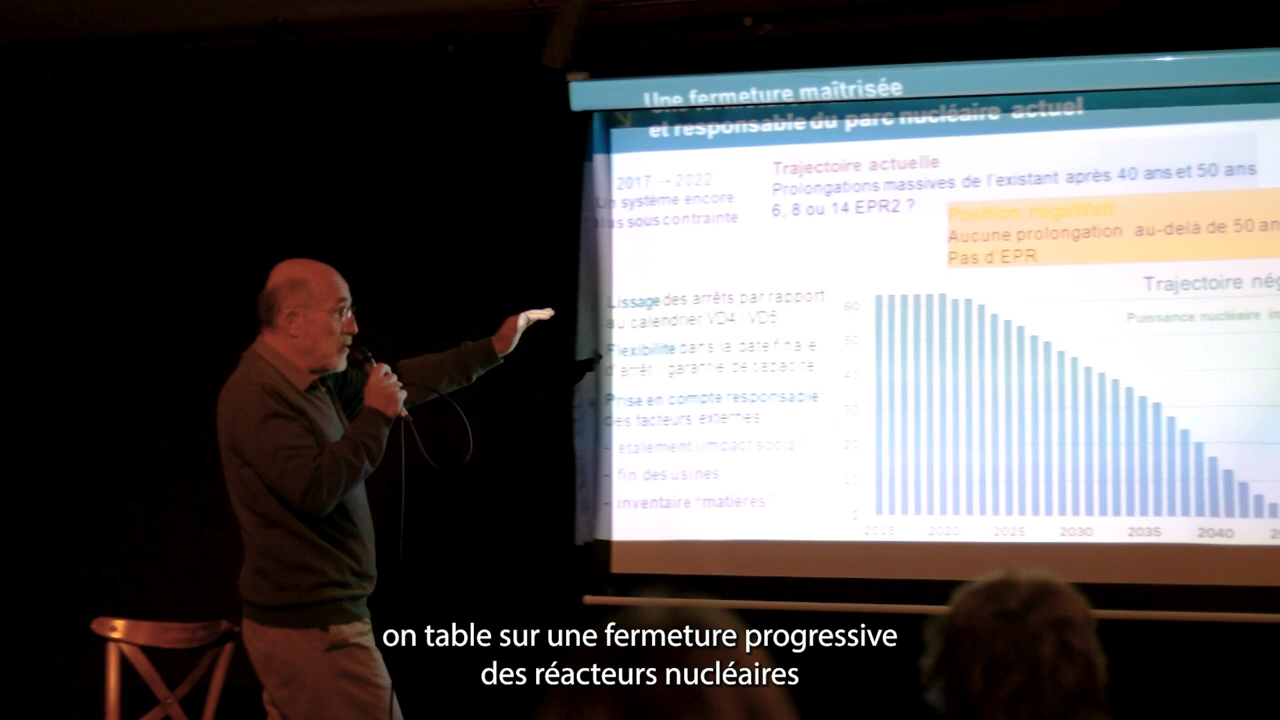 Une fermeture maîtrisée
et responsable du parc nucléaire actuel
2017 → 2022
Un système encore
plus sous contrainte
Trajectoire actuelle
Prolongations massives de l'existant après 40 ans et 50 ans
6, 8 ou 14 EPR2 ?
Position négaWatt
Aucune prolongation au-delà de 50 an
Pas d'EPR
Trajectoire nég
Puissance nucléaire in
Lissage des arrêts par rapport
au calendrier VD4 / VD5
Flexibilité dans la date finale
d'arrêt / garantie de capacité
Prise en compte responsable
des facteurs externes
- étalement impact social
- fin des usines
- inventaire "matières"
60
50
40
30
20
10
0
2015 2020 2025 2030 2035 2040
on table sur une fermeture progressive
des réacteurs nucléaires